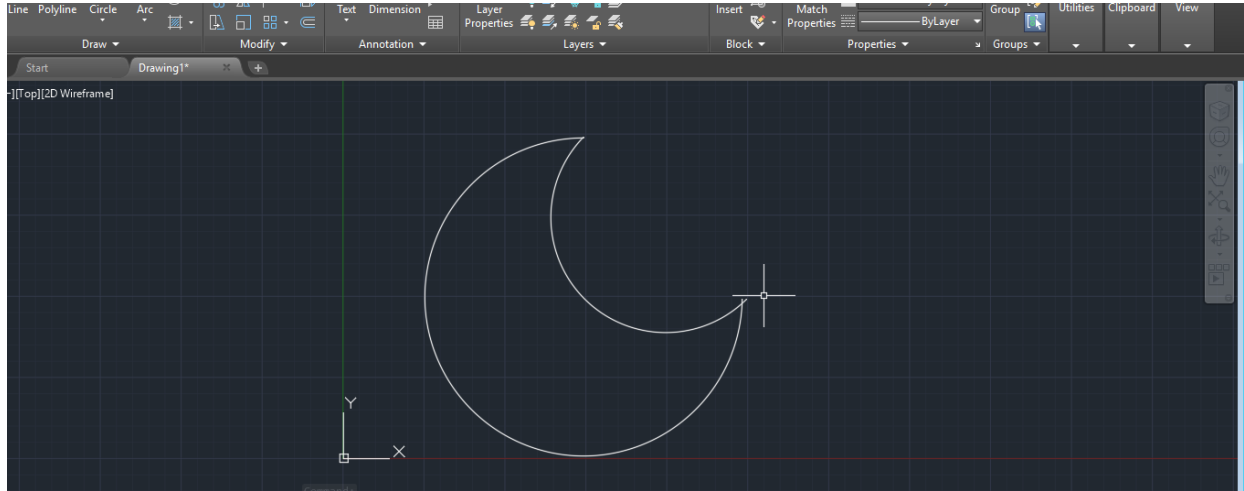 Line Polyline Circle Arc Text Dimension Layer Insert Match Group Utilities Clipboard View
Properties Properties ByLayer
Draw Modify Annotation Layers Block Properties Groups
Start Drawing1* +
-][Top][2D Wireframe]
Y
X